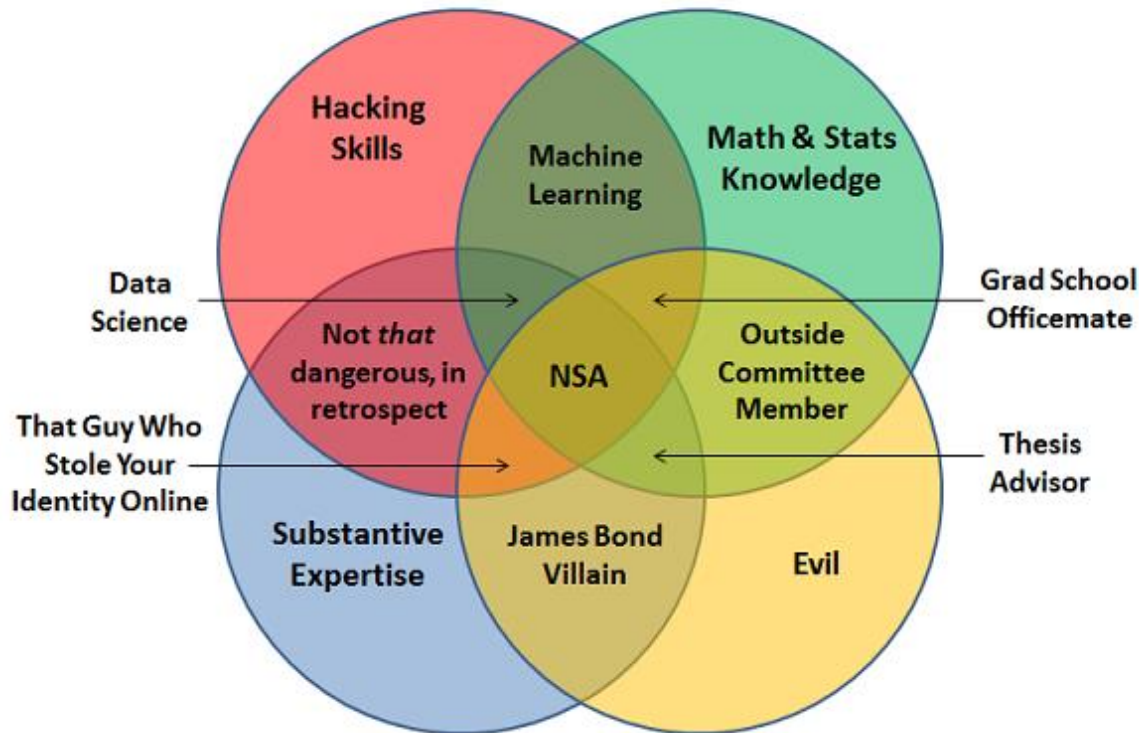 Hacking
Skills
Machine
Learning
Math & Stats
Knowledge
Data
Science
Grad School
Officemate
Not that
dangerous, in
retrospect
NSA
Outside
Committee
Member
That Guy Who
Stole Your
Identity Online
Thesis
Advisor
Substantive
Expertise
James Bond
Villain
Evil